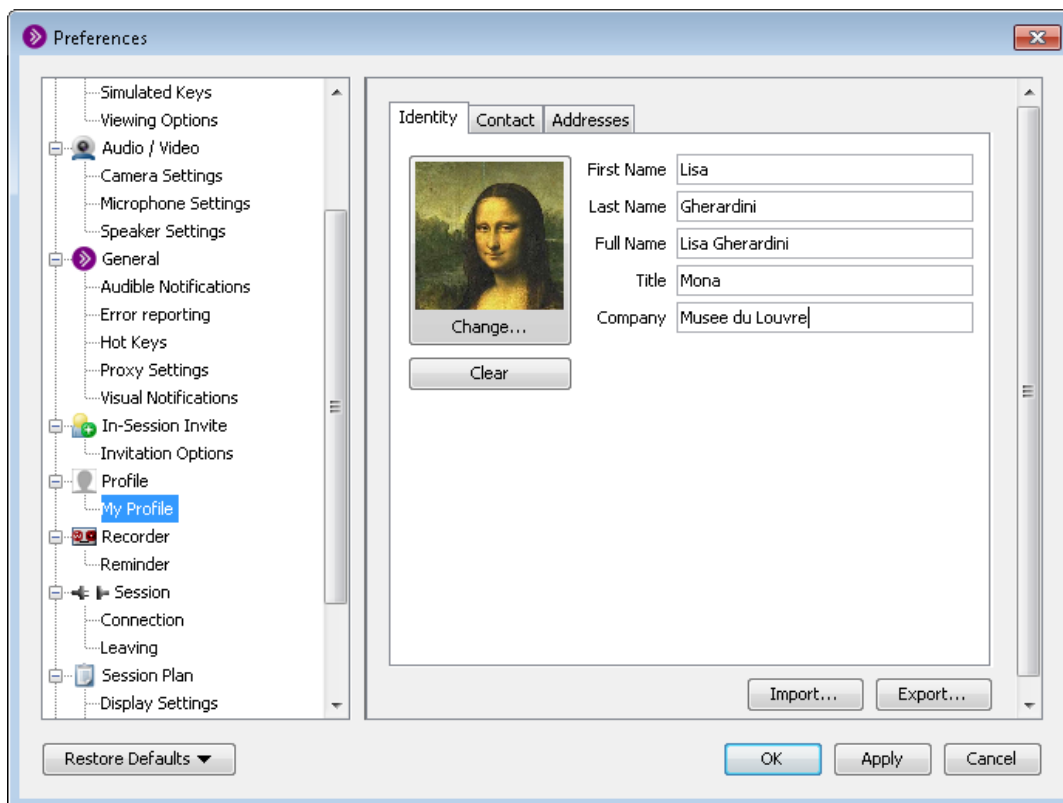 Preferences
Simulated Keys
Viewing Options
Audio / Video
Camera Settings
Microphone Settings
Speaker Settings
General
Audible Notifications
Error reporting
Hot Keys
Proxy Settings
Visual Notifications
In-Session Invite
Invitation Options
Profile
My Profile
Recorder
Reminder
Session
Connection
Leaving
Session Plan
Display Settings
Identity Contact Addresses
Change...
Clear
First Name Lisa
Last Name Gherardini
Full Name Lisa Gherardini
Title Mona
Company Musee du Louvre
Import... Export...
Restore Defaults OK Apply Cancel